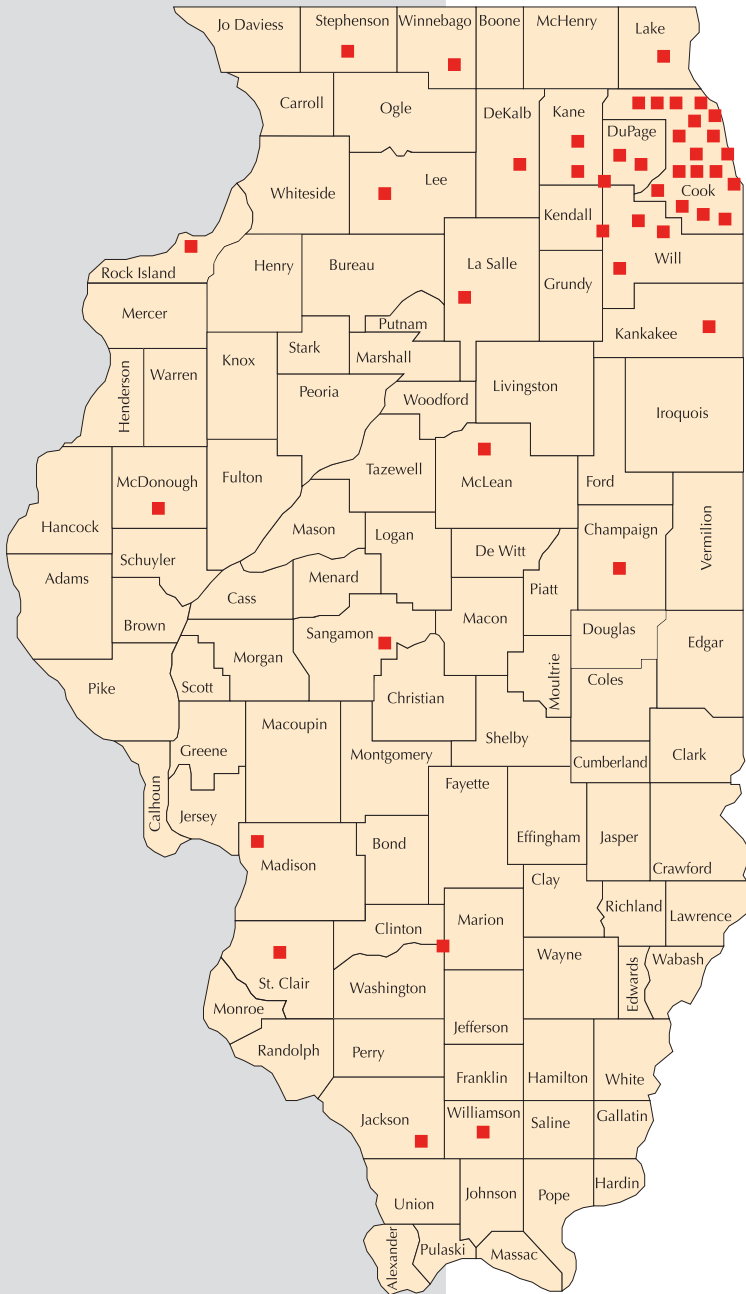 Jo Daviess
Stephenson
Winnebago
Boone
McHenry
Lake
Carroll
Ogle
DeKalb
Kane
DuPage
Cook
Whiteside
Lee
Kendall
Will
Rock Island
Henry
Bureau
La Salle
Grundy
Mercer
Putnam
Kankakee
Henderson
Warren
Knox
Stark
Marshall
Peoria
Woodford
Livingston
Iroquois
McDonough
Fulton
Tazewell
McLean
Ford
Hancock
Mason
Logan
Champaign
Vermilion
Adams
Schuyler
Menard
De Witt
Piatt
Brown
Cass
Sangamon
Macon
Douglas
Edgar
Pike
Scott
Morgan
Christian
Moultrie
Coles
Greene
Macoupin
Montgomery
Shelby
Cumberland
Clark
Calhoun
Jersey
Fayette
Effingham
Jasper
Crawford
Madison
Bond
Clay
Richland
Lawrence
Clinton
Marion
Wayne
Edwards
Wabash
St. Clair
Washington
Monroe
Jefferson
Randolph
Perry
Franklin
Hamilton
White
Jackson
Williamson
Saline
Gallatin
Union
Johnson
Pope
Hardin
Alexander
Pulaski
Massac